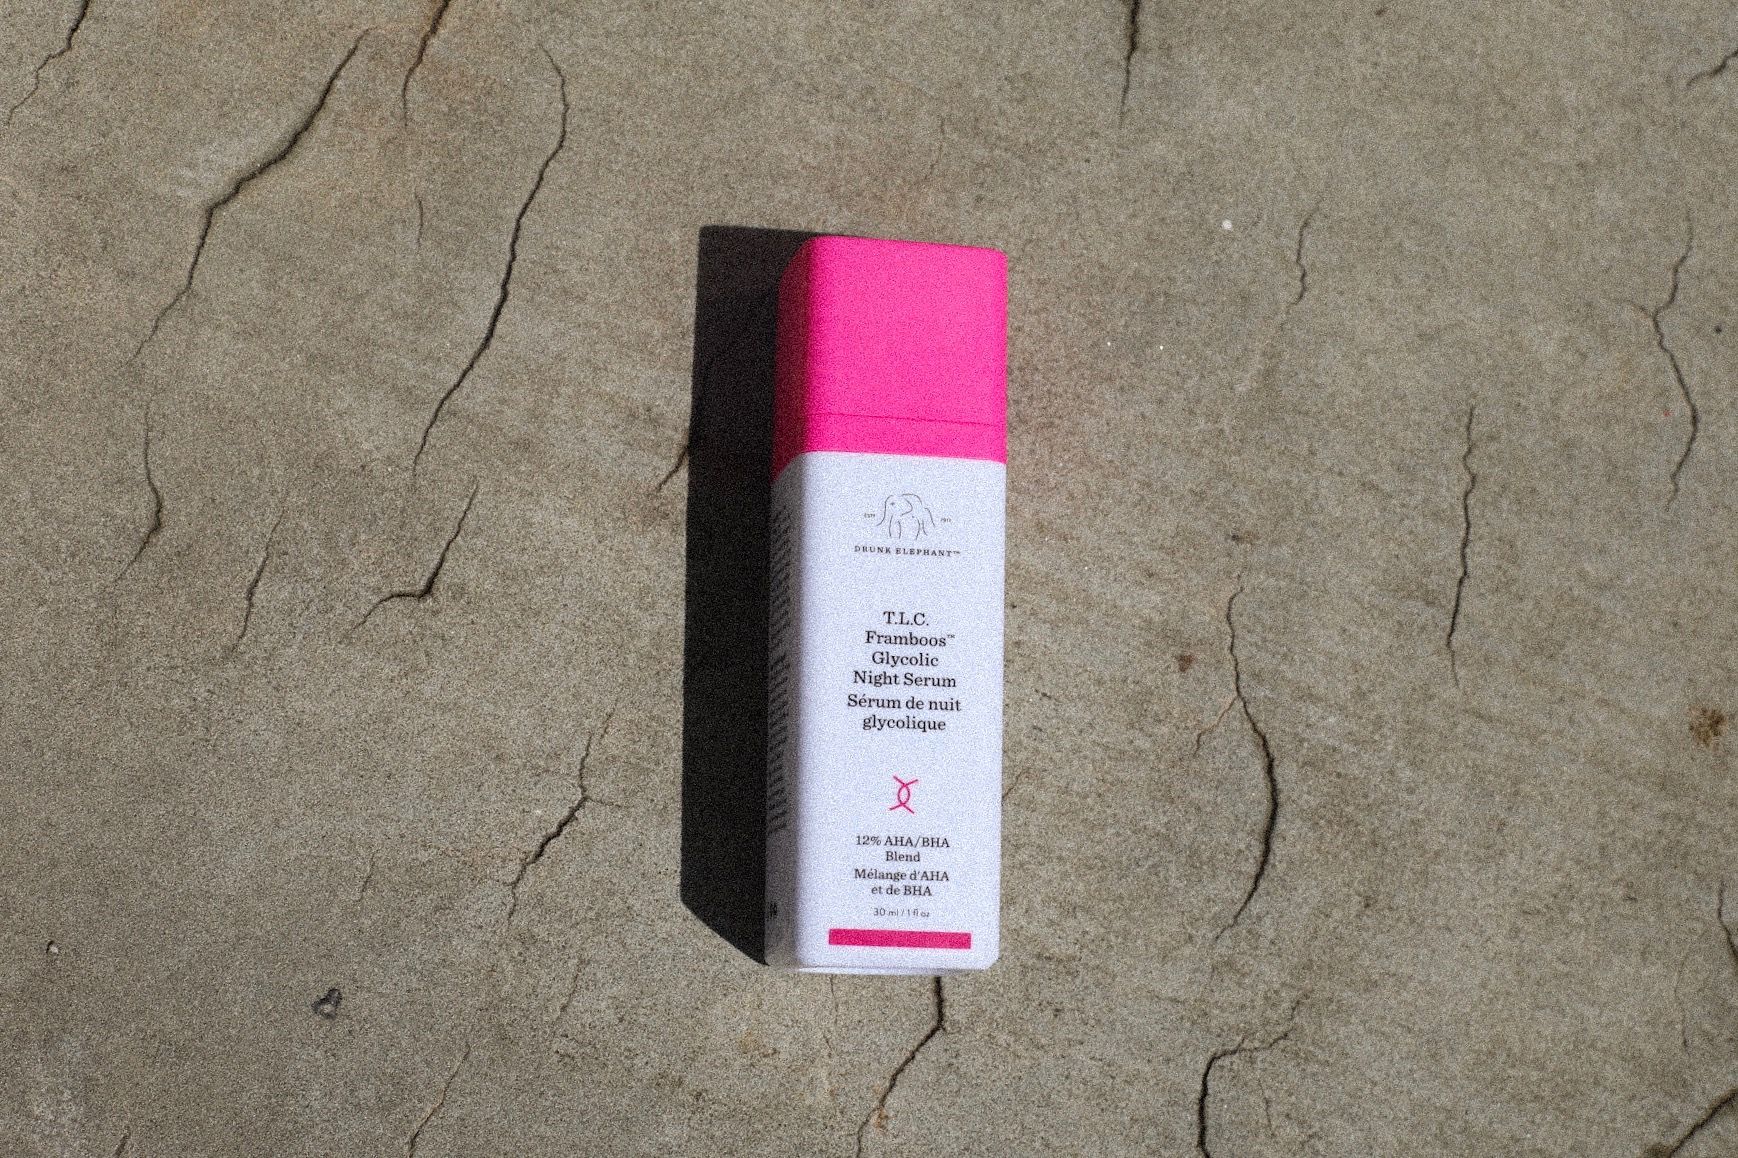 DRUNK ELEPHANT™
T.L.C.
Framboos™
Glycolic
Night Serum
Sérum de nuit
glycolique
12% AHA/BHA
Blend
Mélange d'AHA
et de BHA
30 ml / 1 fl oz